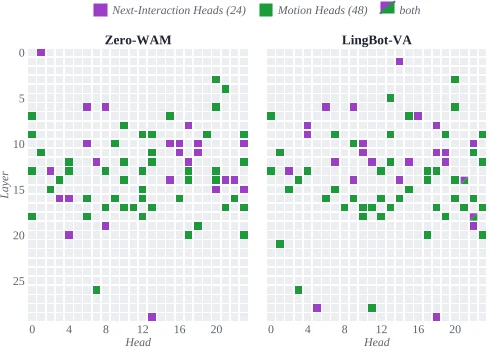 Next-Interaction Heads (24) Motion Heads (48) both
Zero-WAM LingBot-VA
0
5
10
15
20
25
Layer
0 4 8 12 16 20 0 4 8 12 16 20
Head Head